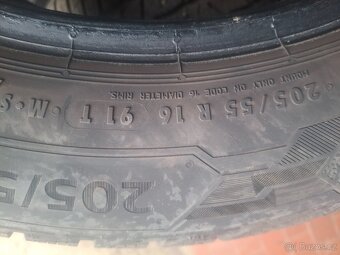 205/55 R 16 91 T M+S
MOUNT ONLY ON CODE 16 DIAMETER RIMS.
205/5